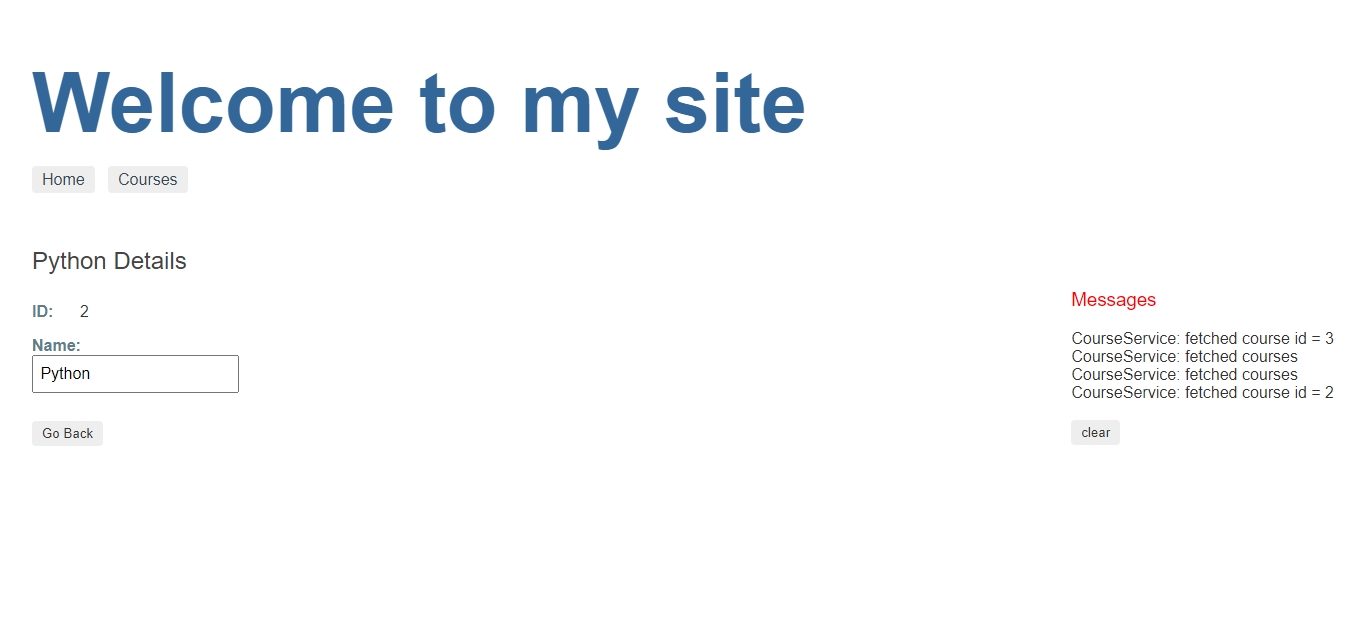 Welcome to my site
Home Courses
Python Details
ID: 2
Name:
Python
Go Back
Messages
CourseService: fetched course id = 3
CourseService: fetched courses
CourseService: fetched courses
CourseService: fetched course id = 2
clear